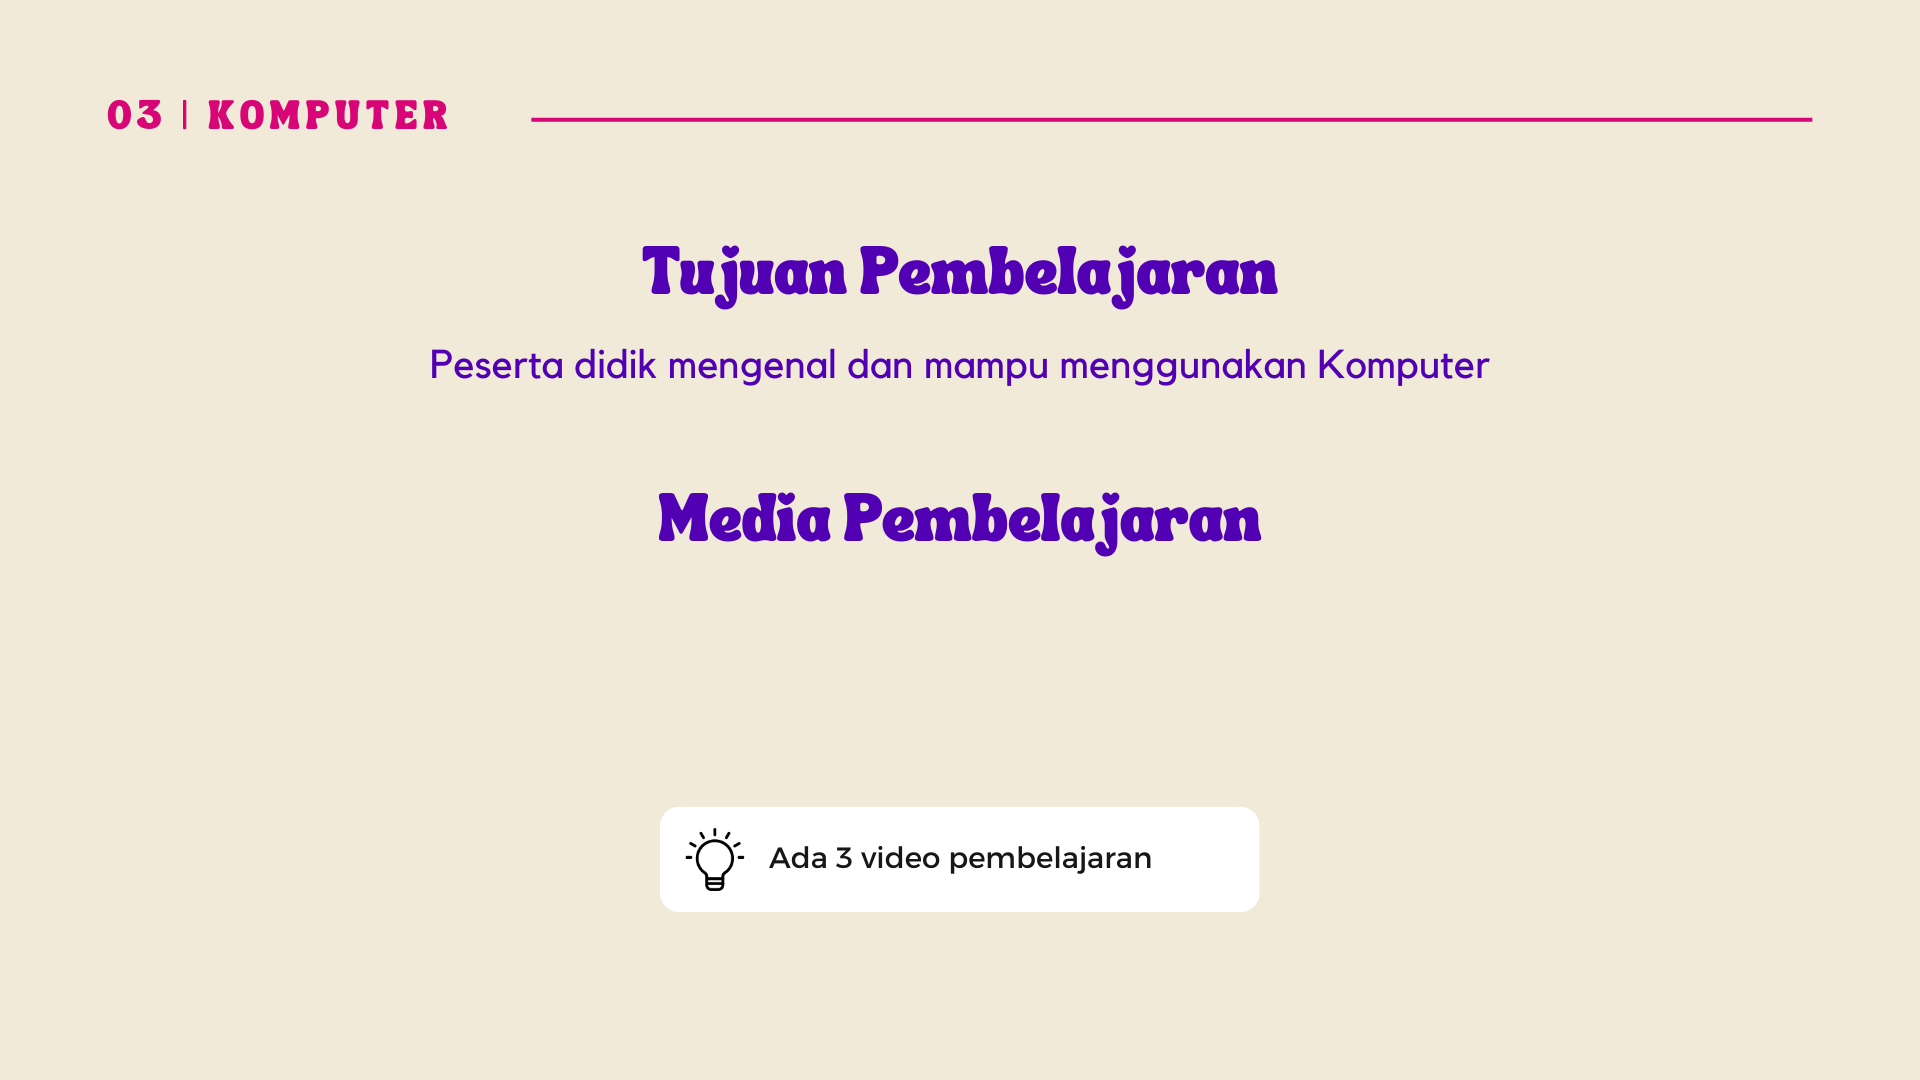 03 | KOMPUTER
Tujuan Pembelajaran
Peserta didik mengenal dan mampu menggunakan Komputer
Media Pembelajaran
Ada 3 video pembelajaran